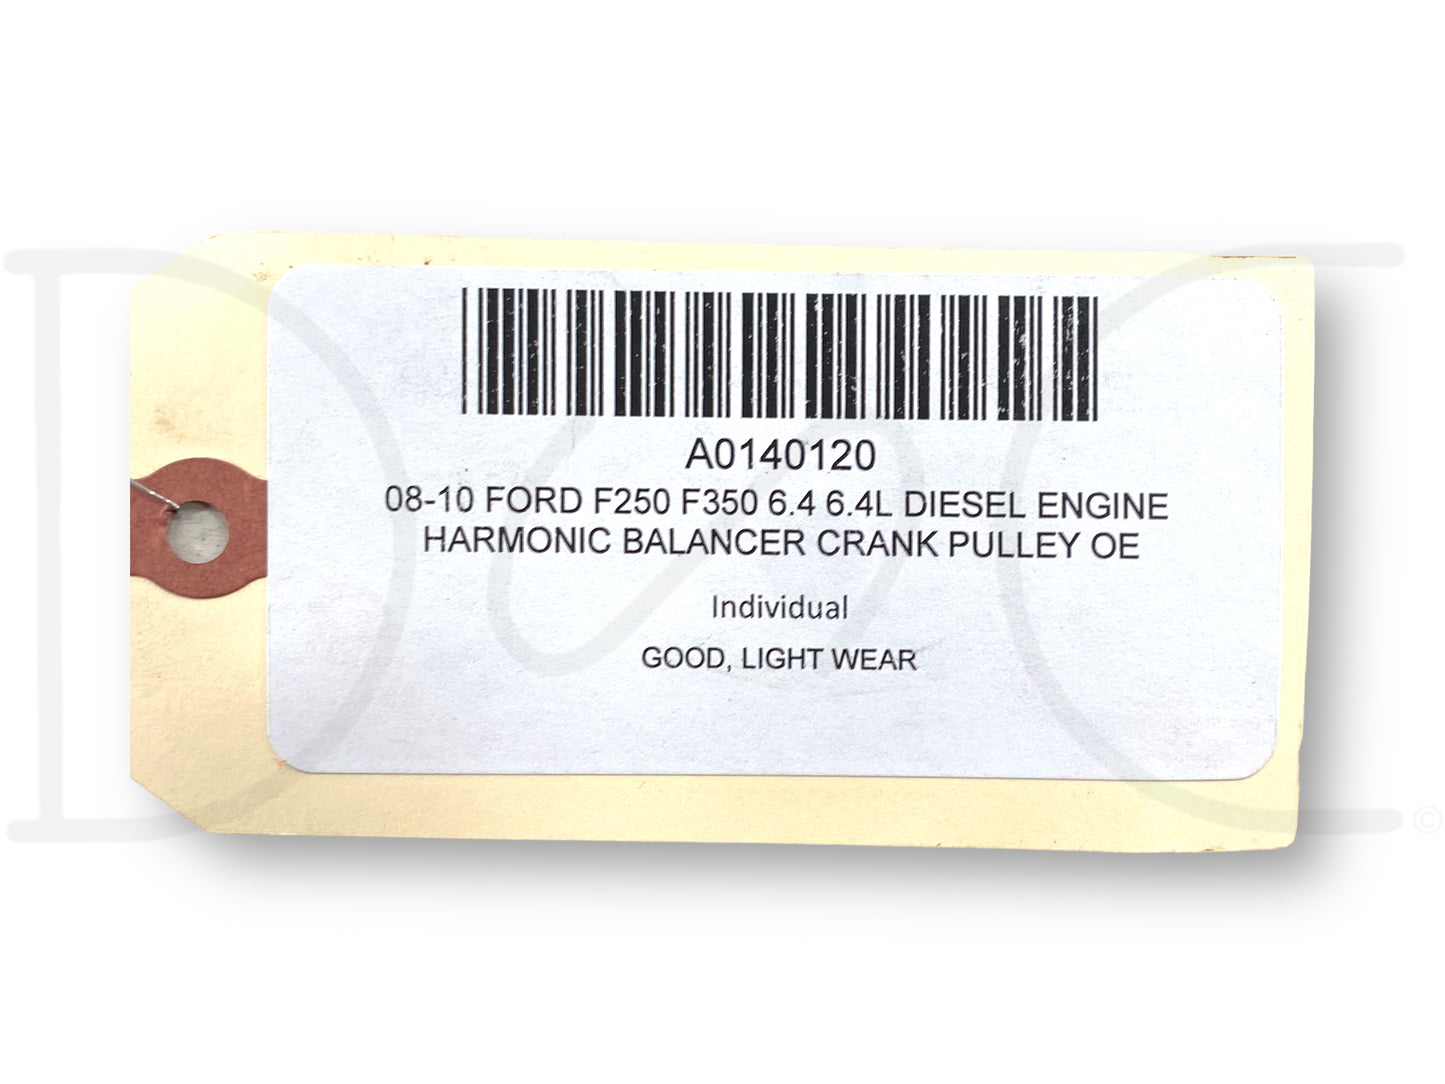 A0140120
08-10 FORD F250 F350 6.4 6.4L DIESEL ENGINE
HARMONIC BALANCER CRANK PULLEY OE
Individual
GOOD, LIGHT WEAR
D C ©